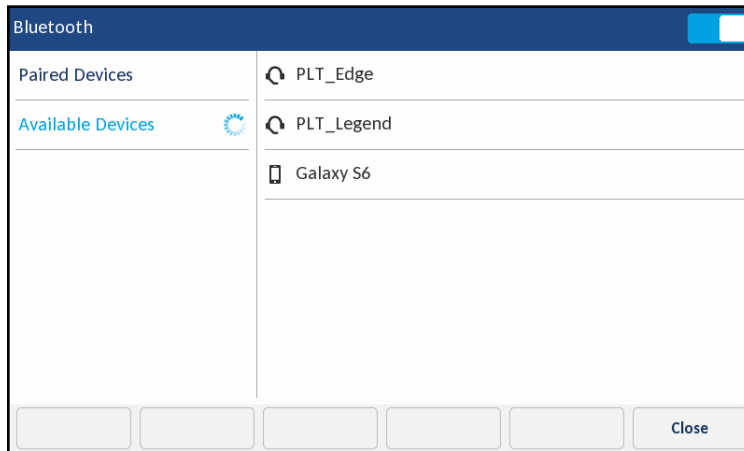 Bluetooth
Paired Devices
Available Devices
PLT_Edge
PLT_Legend
Galaxy S6
Close